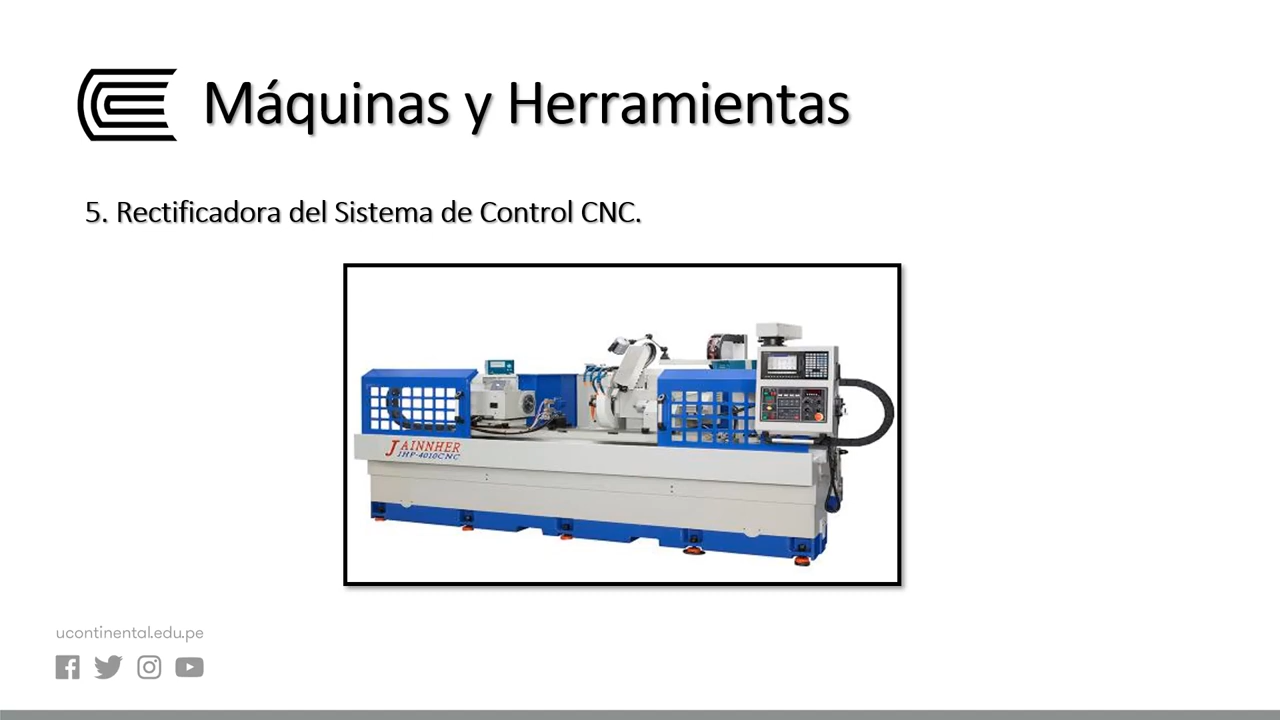 Máquinas y Herramientas
5. Rectificadora del Sistema de Control CNC.
JAINNHER
JHP-4010CNC
ucontinental.edu.pe